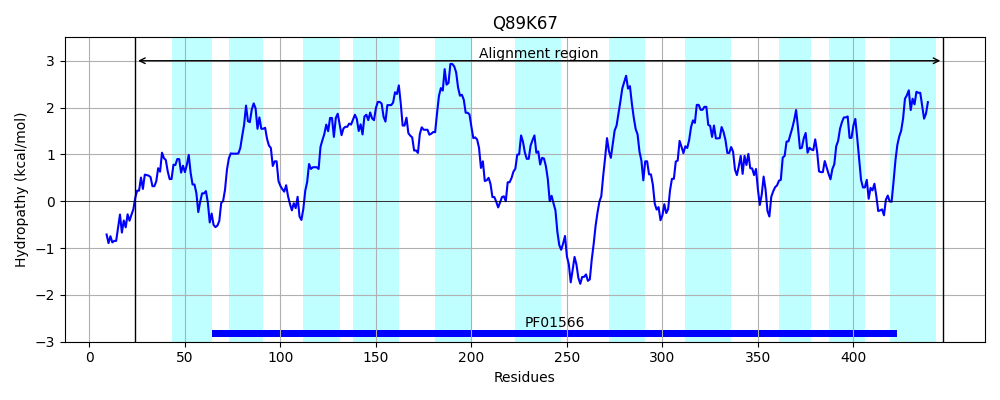 Q89K67
Alignment region
3
2
1
0
−1
−2
−3
Hydropathy (kcal/mol)
PF01566
0 50 100 150 200 250 300 350 400
Residues